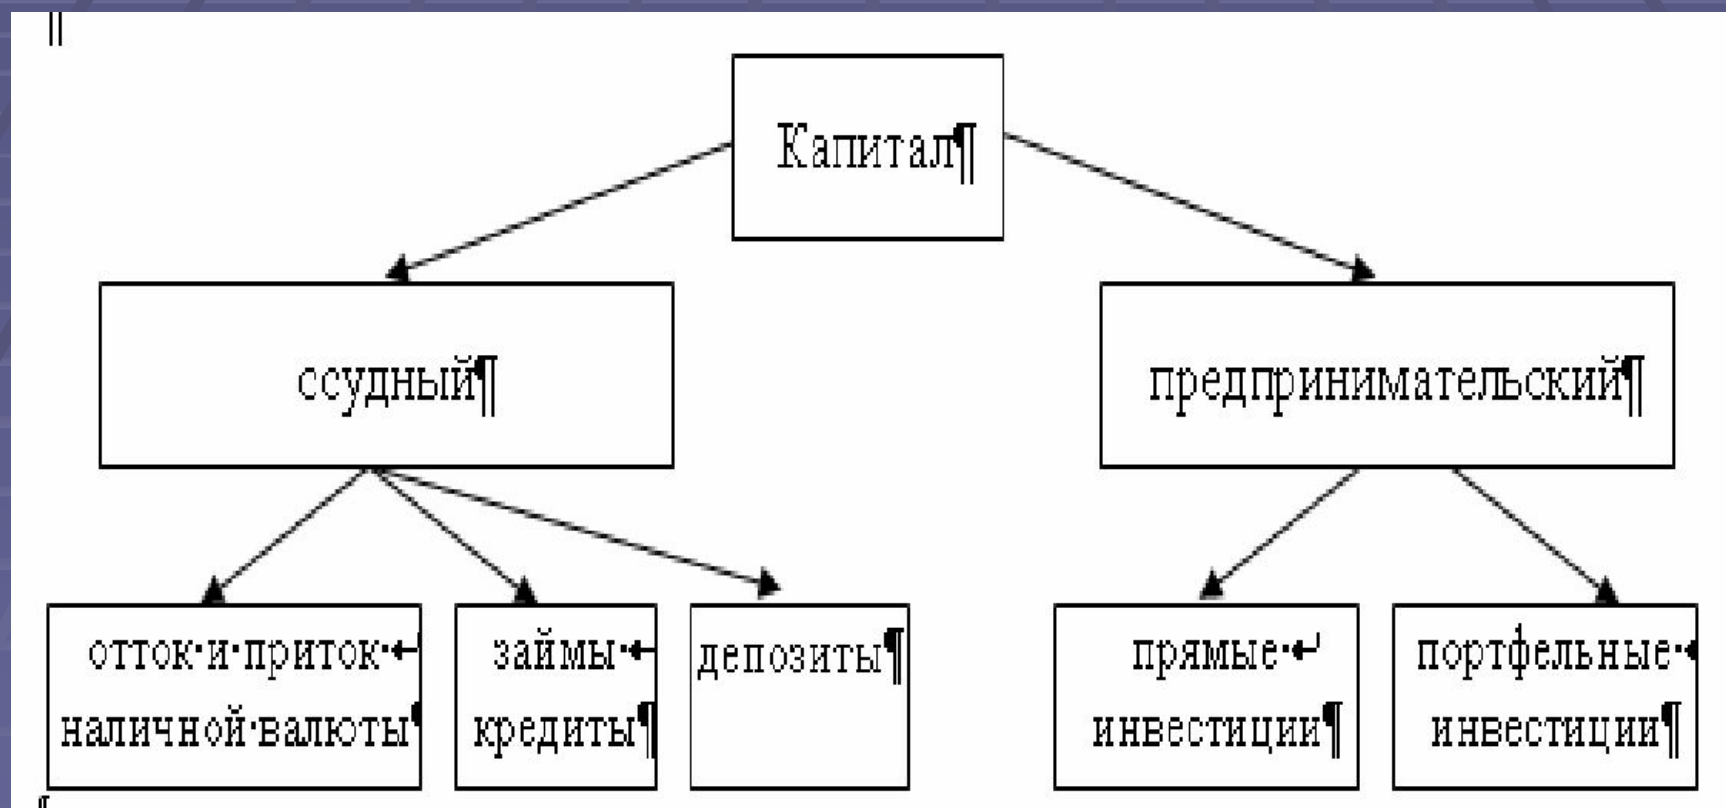 ¶
Капитал¶
ссудный¶
предпринимательский¶
отток·и·приток·↵
наличной·валюты¶
займы·↵
кредиты¶
депозиты¶
прямые·↵
инвестиции¶
портфельные·↵
инвестиции¶
¶